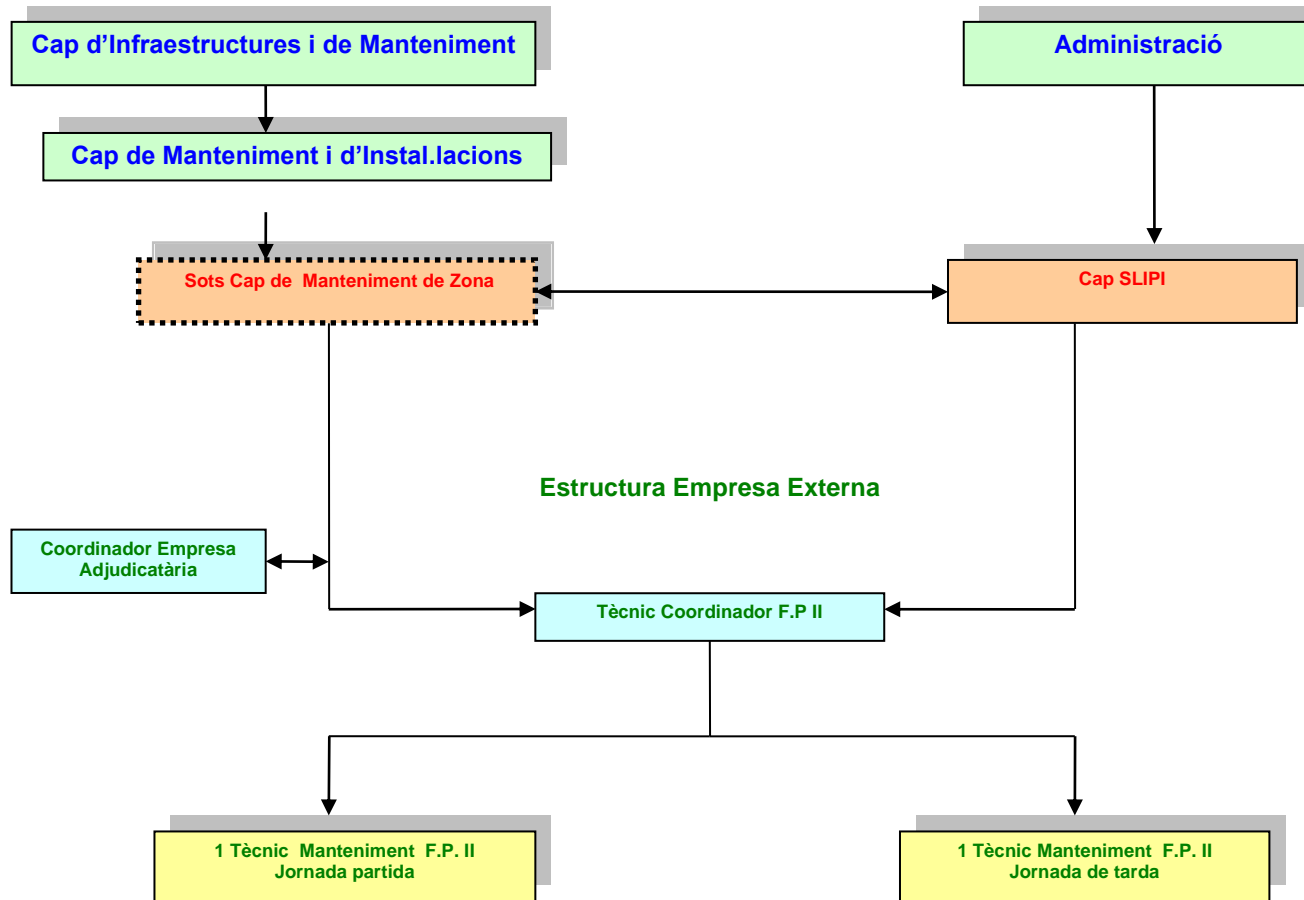 Cap d'Infraestructures i de Manteniment
Administració
Cap de Manteniment i d'Instal.lacions
Sots Cap de Manteniment de Zona
Cap SLIPI
Estructura Empresa Externa
Coordinador Empresa
Adjudicatària
Tècnic Coordinador F.P II
1 Tècnic Manteniment F.P. II
Jornada partida
1 Tècnic Manteniment F.P. II
Jornada de tarda